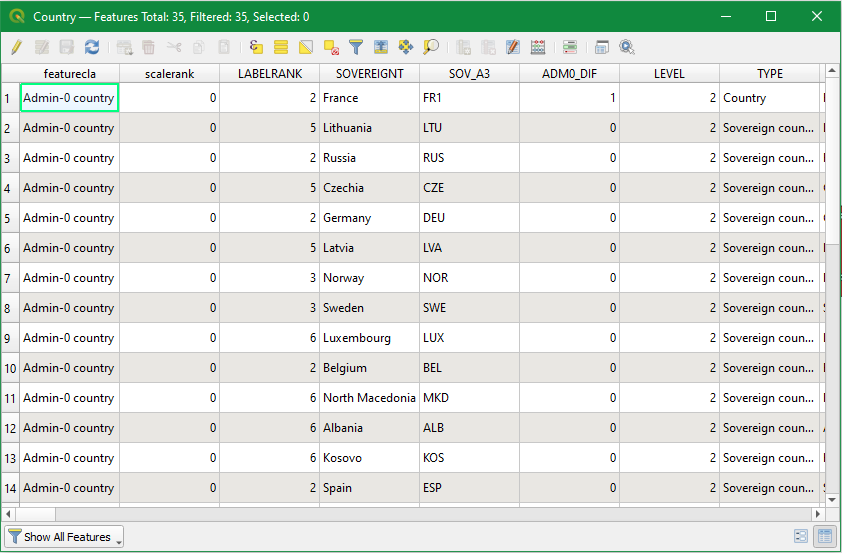 Country — Features Total: 35, Filtered: 35, Selected: 0
featurecla scalerank LABELRANK SOVEREIGNT SOV_A3 ADM0_DIF LEVEL TYPE
1 Admin-0 country 0 2 France FR1 1 2 Country
2 Admin-0 country 0 5 Lithuania LTU 0 2 Sovereign coun...
3 Admin-0 country 0 2 Russia RUS 0 2 Sovereign coun...
4 Admin-0 country 0 5 Czechia CZE 0 2 Sovereign coun...
5 Admin-0 country 0 2 Germany DEU 0 2 Sovereign coun...
6 Admin-0 country 0 5 Latvia LVA 0 2 Sovereign coun...
7 Admin-0 country 0 3 Norway NOR 0 2 Sovereign coun...
8 Admin-0 country 0 3 Sweden SWE 0 2 Sovereign coun...
9 Admin-0 country 0 6 Luxembourg LUX 0 2 Sovereign coun...
10 Admin-0 country 0 2 Belgium BEL 0 2 Sovereign coun...
11 Admin-0 country 0 6 North Macedonia MKD 0 2 Sovereign coun...
12 Admin-0 country 0 6 Albania ALB 0 2 Sovereign coun...
13 Admin-0 country 0 6 Kosovo KOS 0 2 Sovereign coun...
14 Admin-0 country 0 2 Spain ESP 0 2 Sovereign coun...
Show All Features